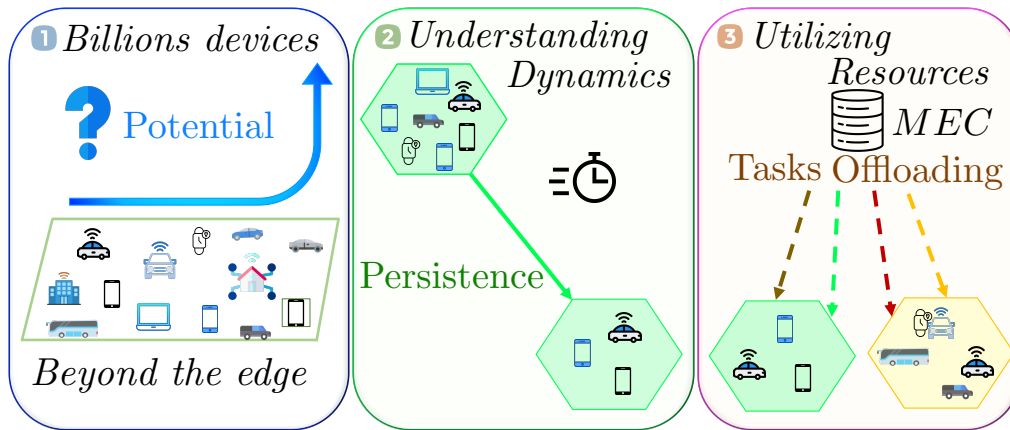 1 Billions devices
Potential
Beyond the edge
2 Understanding
Dynamics
Persistence
3 Utilizing
Resources
MEC
Tasks Offloading